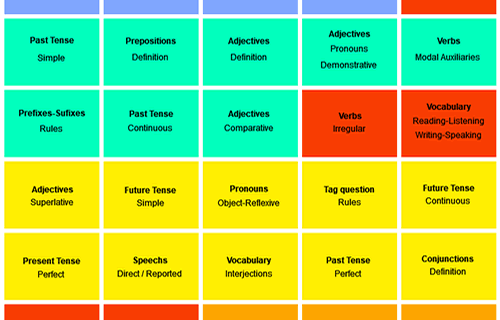 Past Tense
Simple
Prepositions
Definition
Adjectives
Definition
Adjectives
Pronouns
Demonstrative
Verbs
Modal Auxiliaries
Prefixes-Sufixes
Rules
Past Tense
Continuous
Adjectives
Comparative
Verbs
Irregular
Vocabulary
Reading-Listening
Writing-Speaking
Adjectives
Superlative
Future Tense
Simple
Pronouns
Object-Reflexive
Tag question
Rules
Future Tense
Continuous
Present Tense
Perfect
Speechs
Direct / Reported
Vocabulary
Interjections
Past Tense
Perfect
Conjunctions
Definition